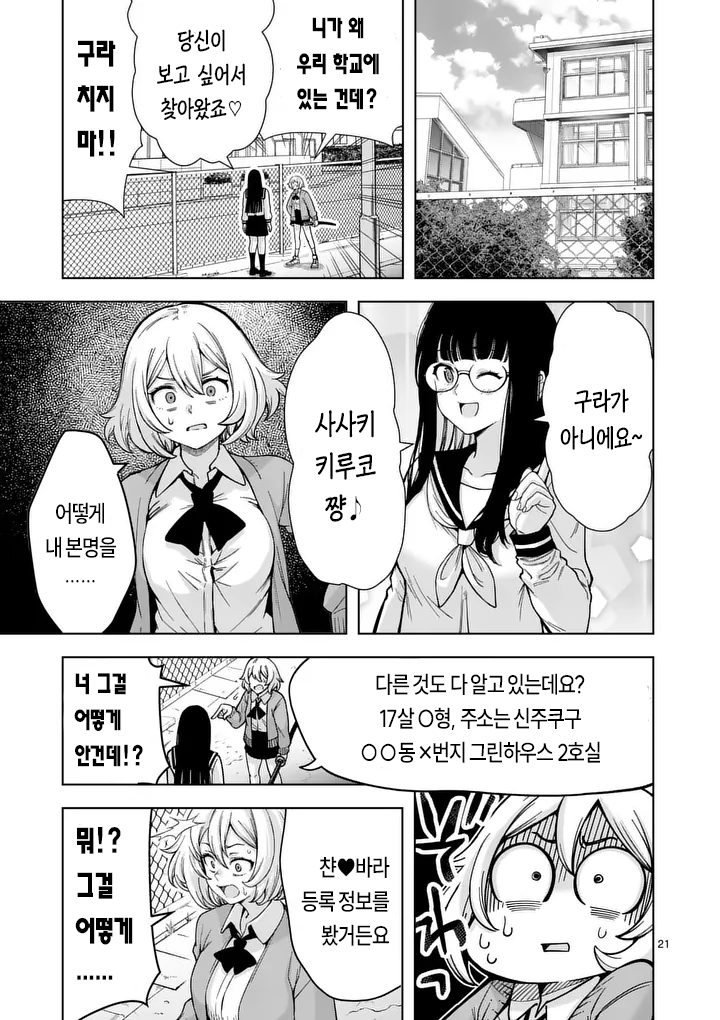 니가 왜
우리 학교에
있는 건데?
당신이
보고 싶어서
찾아왔죠♡
구라
치지
마!!
구라가
아니에요~
사사키
키루코
쨩♪
어떻게
내 본명을
……
다른 것도 다 알고 있는데요?
17살 O형, 주소는 신주쿠구
○○동 ×번지 그린하우스 2호실
너 그걸
어떻게
안건데!?
챤♥바라
등록 정보를
봤거든요
뭐!?
그걸
어떻게
……
21